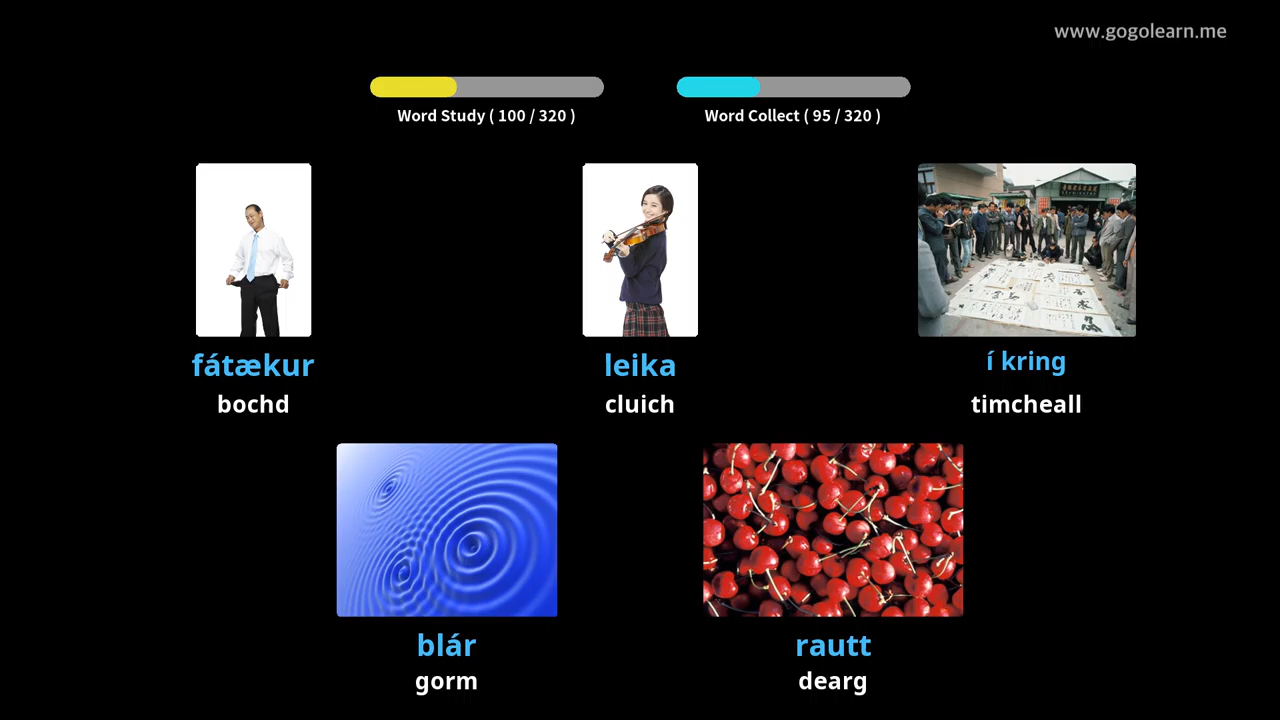 www.gogolearn.me
Word Study ( 100 / 320 )
Word Collect ( 95 / 320 )
fátækur
bochd
leika
cluich
í kring
timcheall
blár
gorm
rautt
dearg